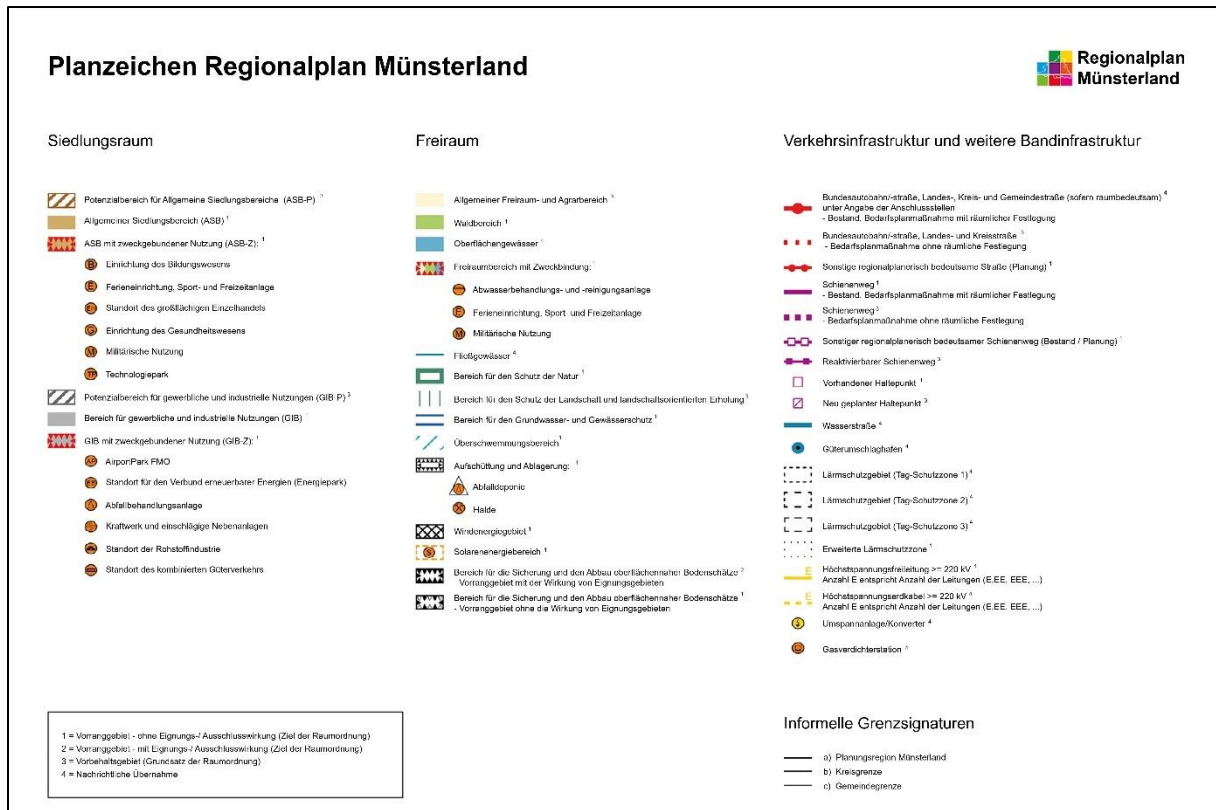 Planzeichen Regionalplan Münsterland
Regionalplan
Münsterland
Siedlungsraum
Potenzialbereich für Allgemeine Siedlungsbereiche (ASB-P)
Allgemeiner Siedlungsbereich (ASB) 1
ASB mit zweckgebundener Nutzung (ASB-Z): 1
B Einrichtung des Bildungswesens
E Ferieneinrichtung, Sport- und Freizeitanlage
EH Standort des großflächigen Einzelhandels
G Einrichtung des Gesundheitswesens
M Militärische Nutzung
TP Technologiepark
Potenzialbereich für gewerbliche und industrielle Nutzungen (GIB-P) 3
Bereich für gewerbliche und industrielle Nutzungen (GIB)
GIB mit zweckgebundener Nutzung (GIB-Z): 1
AP AirportPark FMO
EE Standort für den Verbund erneuerbarer Energien (Energiepark)
Abfallbehandlungsanlage
Kraftwerk und einschlägige Nebenanlagen
Standort der Rohstoffindustrie
Standort des kombinierten Güterverkehrs
Freiraum
Allgemeiner Freiraum- und Agrarbereich 3
Waldbereich 1
Oberflächengewässer
Freiraumbereich mit Zweckbindung:
Abwasserbehandlungs- und -reinigungsanlage
Ferieneinrichtung, Sport und Freizeitanlage
M Militärische Nutzung
Fließgewässer 4
Bereich für den Schutz der Natur 1
Bereich für den Schutz der Landschaft und landschaftsorientierten Erholung 3
Bereich für den Grundwasser- und Gewässerschutz 1
Überschwemmungsbereich 1
Aufschüttung und Ablagerung: 1
Abfalldeponie
Halde
Windenergiegebiet 1
S Solarenenergiebereich 1
Bereich für die Sicherung und den Abbau oberflächennaher Bodenschätze 2
Vorranggebiet mit der Wirkung von Eignungsgebieten
Bereich für die Sicherung und den Abbau oberflächennaher Bodenschätze 1
- Vorranggebiet ohne die Wirkung von Eignungsgebieten
Verkehrsinfrastruktur und weitere Bandinfrastruktur
Bundesautobahn/-straße, Landes-, Kreis- und Gemeindestraße (sofern raumbedeutsam) 4
unter Angabe der Anschlussstellen
- Bestand, Bedarfsplanmaßnahme mit räumlicher Festlegung
Bundesautobahn/-straße, Landes- und Kreisstraße 3
- Bedarfsplanmaßnahme ohne räumliche Festlegung
Sonstige regionalplanerisch bedeutsame Straße (Planung) 1
Schienenweg 1
- Bestand, Bedarfsplanmaßnahme mit räumlicher Festlegung
Schienenweg 3
- Bedarfsplanmaßnahme ohne räumliche Festlegung
Sonstiger regionalplanerisch bedeutsamer Schienenweg (Bestand / Planung) 1
Reaktivierbarer Schienenweg 3
Vorhandener Haltepunkt 1
Neu geplanter Haltepunkt 3
Wasserstraße 4
Güterumschlaghafen 4
Lärmschutzgebiet (Tag-Schutzzone 1) 4
Lärmschutzgebiet (Tag-Schutzzone 2) 4
Lärmschutzgebiet (Tag-Schutzzone 3) 4
Erweiterte Lärmschutzzone 1
E Höchstspannungsfreileitung >= 220 kV 4
Anzahl E entspricht Anzahl der Leitungen (E,EE, EEE, ...)
E Höchstspannungserdkabel >= 220 kV 4
Anzahl E entspricht Anzahl der Leitungen (E,EE, EEE, ...)
Umspannanlage/Konverter 4
Gasverdichterstation 4
1 = Vorranggebiet - ohne Eignungs-/ Ausschlusswirkung (Ziel der Raumordnung)
2 = Vorranggebiet - mit Eignungs-/ Ausschlusswirkung (Ziel der Raumordnung)
3 = Vorbehaltsgebiet (Grundsatz der Raumordnung)
4 = Nachrichtliche Übernahme
Informelle Grenzsignaturen
a) Planungsregion Münsterland
b) Kreisgrenze
c) Gemeindegrenze